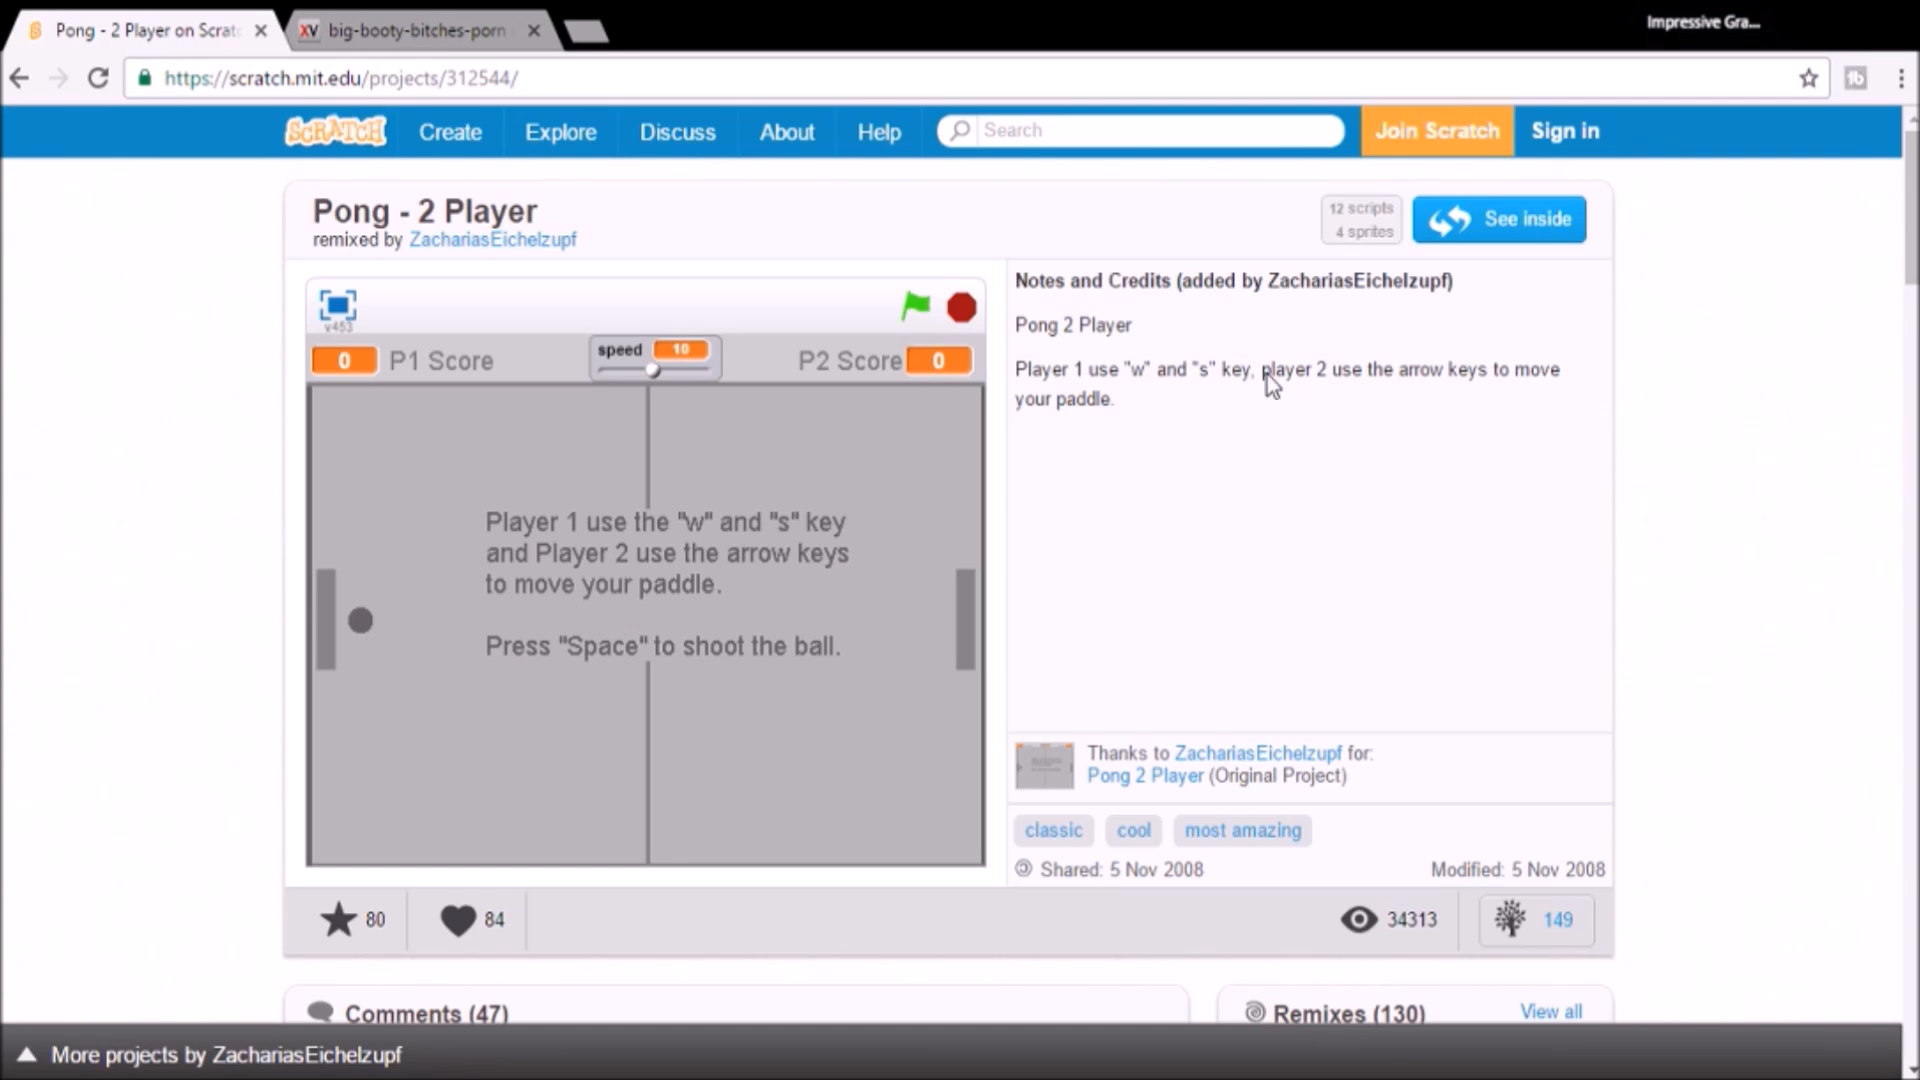 Pong - 2 Player on Scrat
XV big-booty-bitches-porn
Impressive Gra...
https://scratch.mit.edu/projects/312544/
SCRATCH Create Explore Discuss About Help Search Join Scratch Sign in
Pong - 2 Player
remixed by ZachariasEichelzupf
12 scripts
4 sprites
See inside
v453
0 P1 Score speed 10 P2 Score 0
Player 1 use the "w" and "s" key
and Player 2 use the arrow keys
to move your paddle.
Press "Space" to shoot the ball.
Notes and Credits (added by ZachariasEichelzupf)
Pong 2 Player
Player 1 use "w" and "s" key, player 2 use the arrow keys to move
your paddle.
Thanks to ZachariasEichelzupf for:
Pong 2 Player (Original Project)
classic cool most amazing
Shared: 5 Nov 2008 Modified: 5 Nov 2008
80 84 34313 149
Comments (47)
Remixes (130) View all
More projects by ZachariasEichelzupf